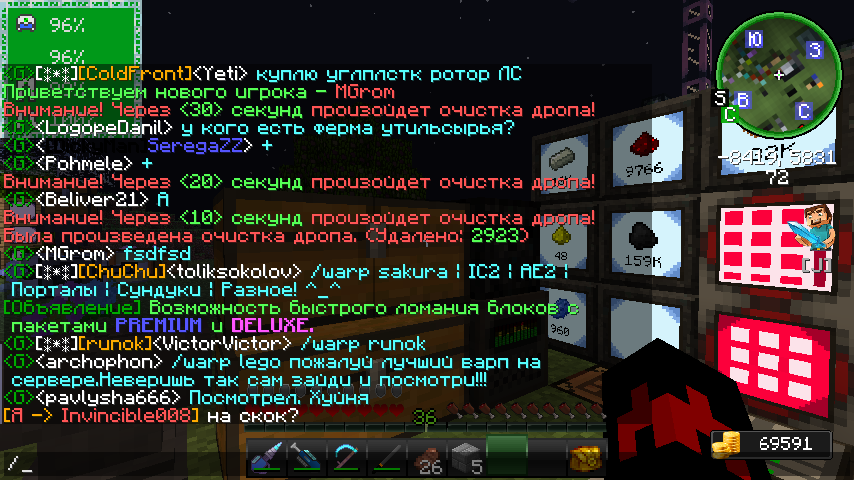 96%
96%
<G>[⁑][ColdFront]<Yeti> куплю углплстк ротор ЛС
Приветствуем нового игрока - MGrom
Внимание! Через <30> секунд произойдет очистка дропа!
<G><LogopeDanil> у кого есть ферма утильсырья?
<G>< SeregaZZ> +
<G><Pohmele> +
Внимание! Через <20> секунд произойдет очистка дропа!
<G><Beliver21> А
Внимание! Через <10> секунд произойдет очистка дропа!
Была произведена очистка дропа. (Удалено: 2923)
<G><MGrom> fsdfsd
<G>[⁑][ChuChu]<toliksokolov> /warp sakura ¦ IC2 ¦ AE2 ¦
Порталы ¦ Сундуки ¦ Разное! ^_^
[Объявление] Возможность быстрого ломания блоков с
пакетами PREMIUM и DELUXE.
<G>[⁑][runok]<VictorVictor> /warp runok
<G><archophon> /warp lego пожалуй лучший варп на
сервере.Неверишь так сам зайди и посмотри!!!
<G><pavlysha666> Посмотрел. Хуйня
[Я -> Invincible008] на скок?
/_
36
26
5
69591
9766
48
159K
960
Ю
З
5
В
С
С
-8419, 5831
72
[J]